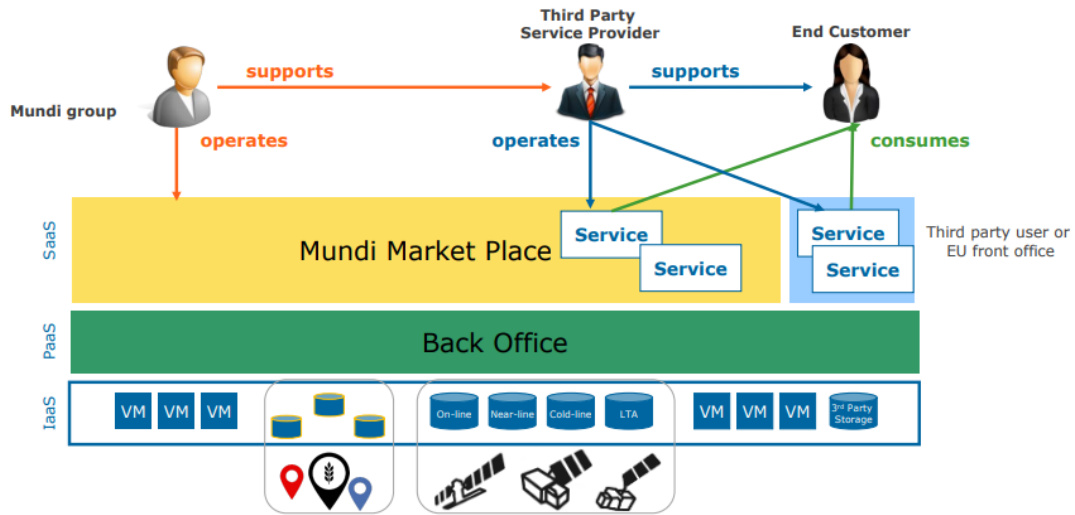 Third Party
Service Provider
End Customer
Mundi group
supports
supports
operates
operates
consumes
SaaS
Mundi Market Place
Service
Service
Service
Service
Third party user or
EU front office
PaaS
Back Office
IaaS
VM
VM
VM
On-line
Near-line
Cold-line
LTA
VM
VM
VM
3rd Party
Storage